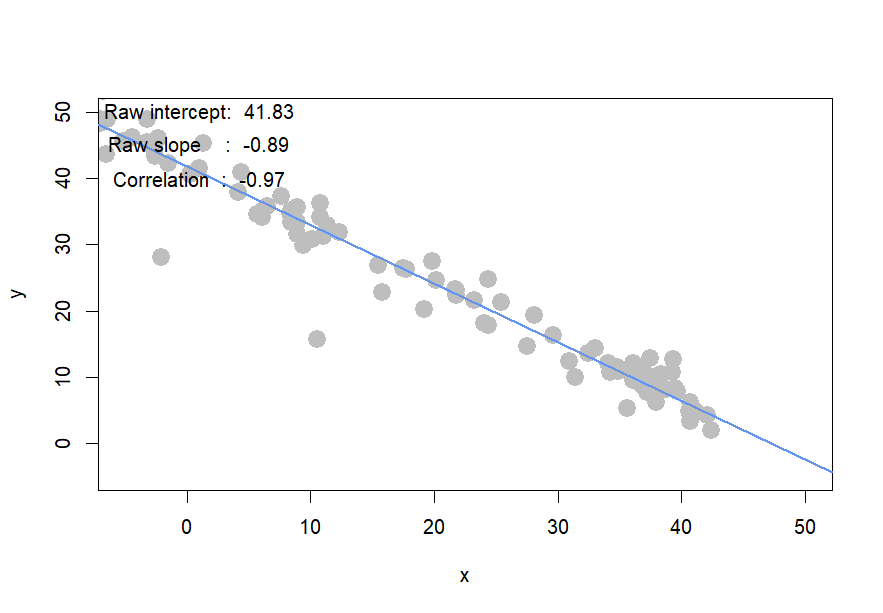 Raw intercept: 41.83
Raw slope : -0.89
Correlation : -0.97
50
40
30
20
10
0
y
0 10 20 30 40 50
x